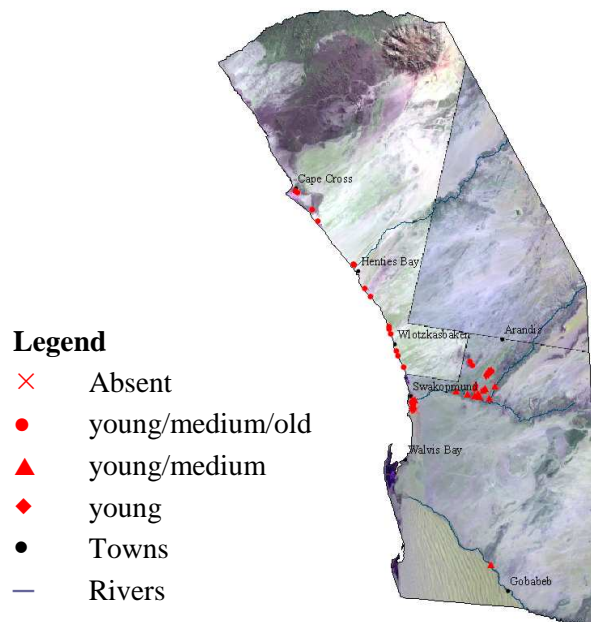 Cape Cross
Henties Bay
Wlotzkasbaken
Arandis
Swakopmund
Walvis Bay
Gobabeb
Legend
Absent
young/medium/old
young/medium
young
Towns
Rivers